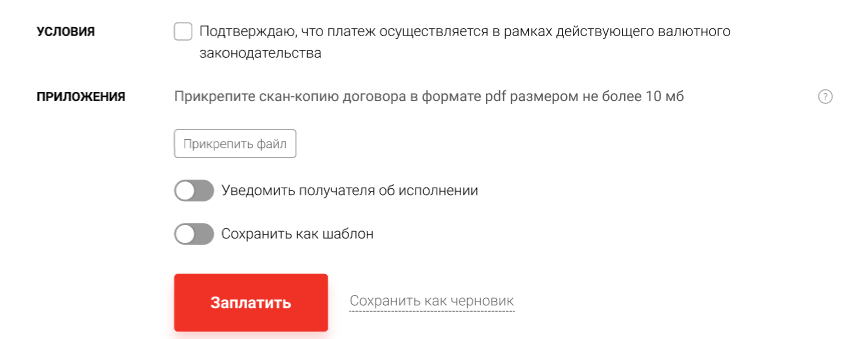 УСЛОВИЯ
Подтверждаю, что платеж осуществляется в рамках действующего валютного
законодательства
ПРИЛОЖЕНИЯ
Прикрепите скан-копию договора в формате pdf размером не более 10 мб
?
Прикрепить файл
Уведомить получателя об исполнении
Сохранить как шаблон
Заплатить
Сохранить как черновик